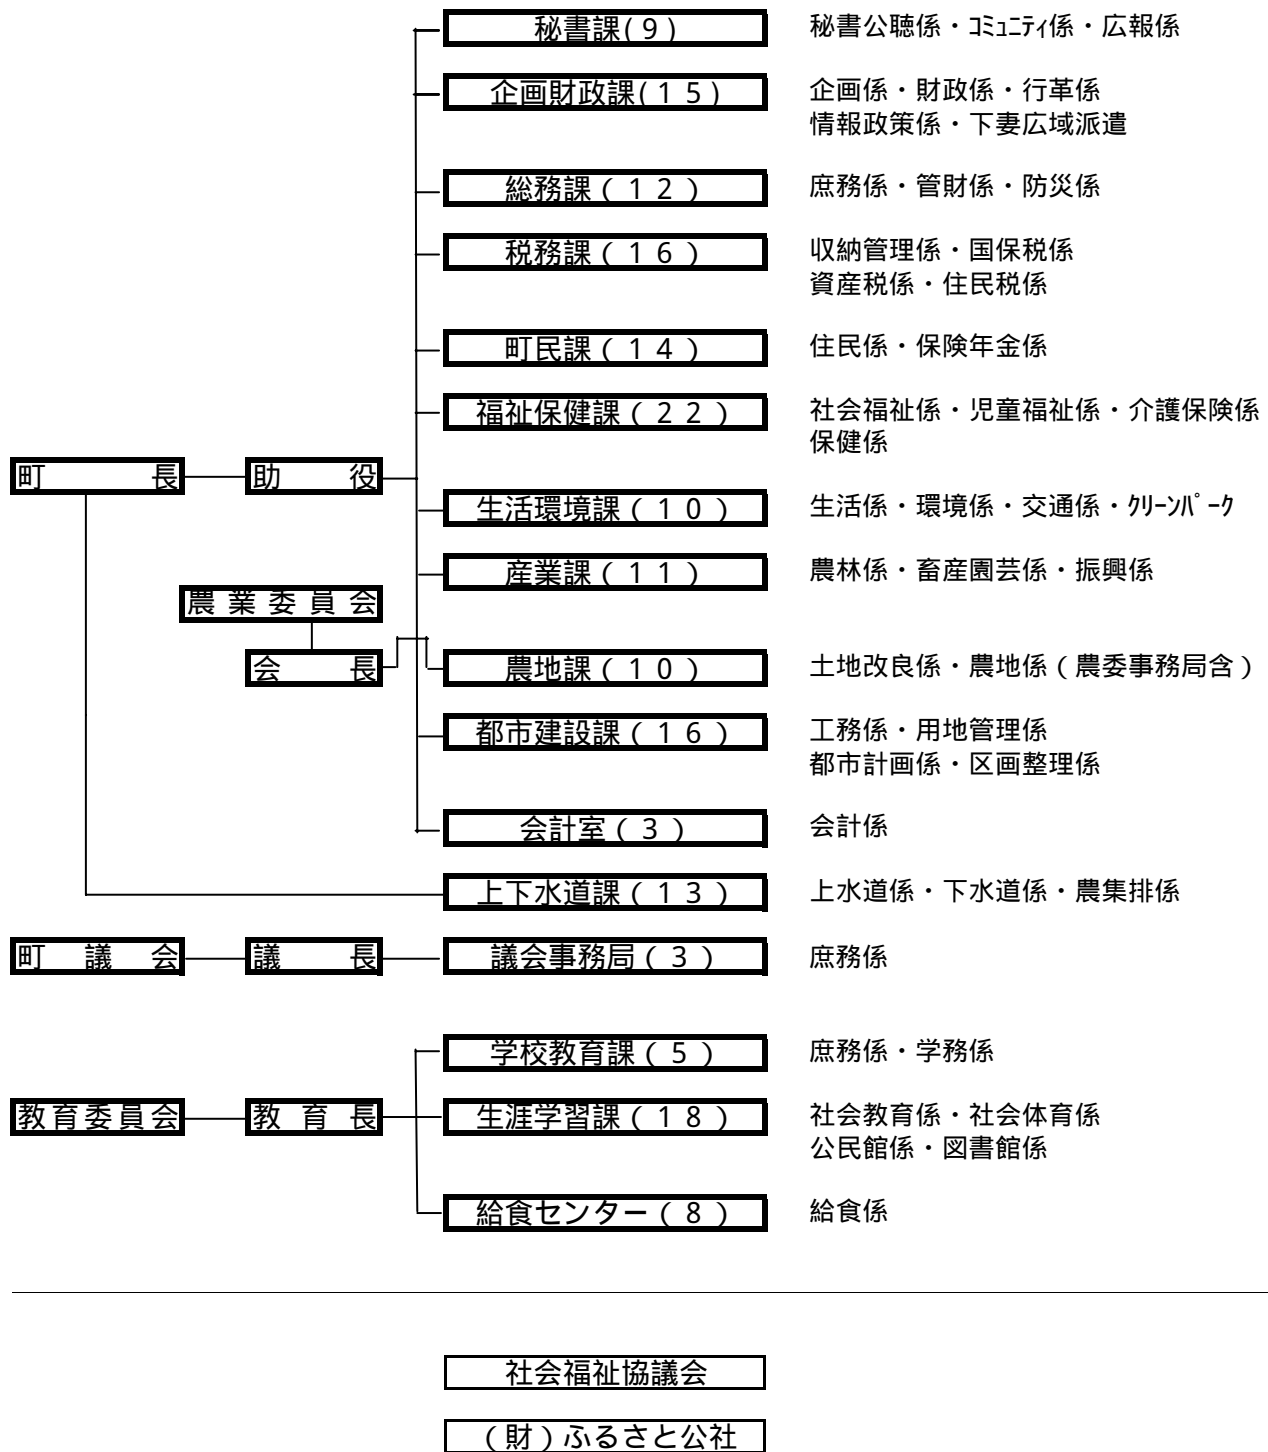 秘書課(9)　秘書公聴係・ｺﾐｭﾆﾃｨ係・広報係
企画財政課(15)　企画係・財政係・行革係
情報政策係・下妻広域派遣
総務課(12)　庶務係・管財係・防災係
税務課(16)　収納管理係・国保税係
資産税係・住民税係
町民課(14)　住民係・保険年金係
福祉保健課(22)　社会福祉係・児童福祉係・介護保険係
保健係
町長　助役
生活環境課(10)　生活係・環境係・交通係・ｸﾘｰﾝﾊﾟｰｸ
産業課(11)　農林係・畜産園芸係・振興係
農業委員会
会長　農地課(10)　土地改良係・農地係(農委事務局含)
都市建設課(16)　工務係・用地管理係
都市計画係・区画整理係
会計室(3)　会計係
上下水道課(13)　上水道係・下水道係・農集排係
町議会　議長　議会事務局(3)　庶務係
学校教育課(5)　庶務係・学務係
教育委員会　教育長　生涯学習課(18)　社会教育係・社会体育係
公民館係・図書館係
給食センター(8)　給食係
社会福祉協議会
(財)ふるさと公社